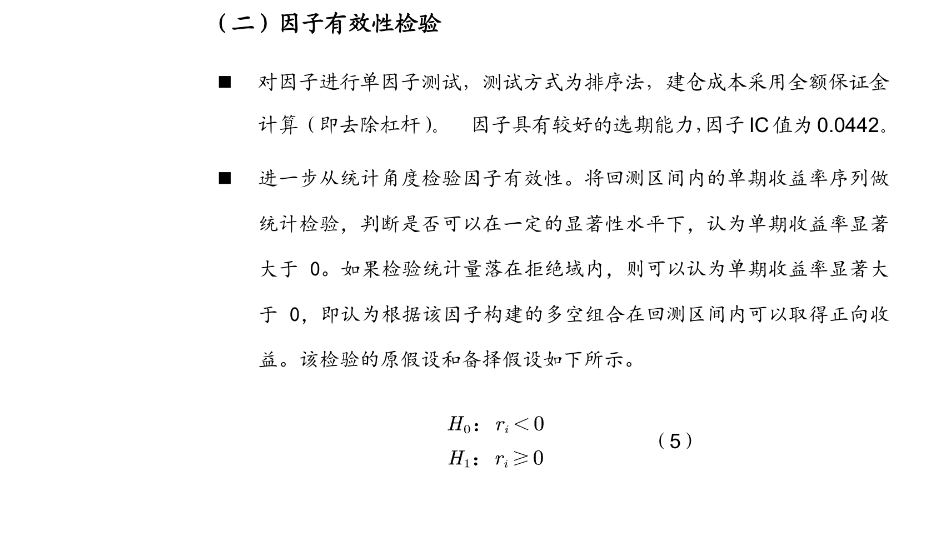 （二）因子有效性检验
■ 对因子进行单因子测试，测试方式为排序法，建仓成本采用全额保证金
计算（即去除杠杆）。 因子具有较好的选期能力，因子 IC 值为 0.0442。
■ 进一步从统计角度检验因子有效性。将回测区间内的单期收益率序列做
统计检验，判断是否可以在一定的显著性水平下，认为单期收益率显著
大于 0。如果检验统计量落在拒绝域内，则可以认为单期收益率显著大
于 0，即认为根据该因子构建的多空组合在回测区间内可以取得正向收
益。该检验的原假设和备择假设如下所示。
H₀：rᵢ＜0
（5）
H₁：rᵢ≥0